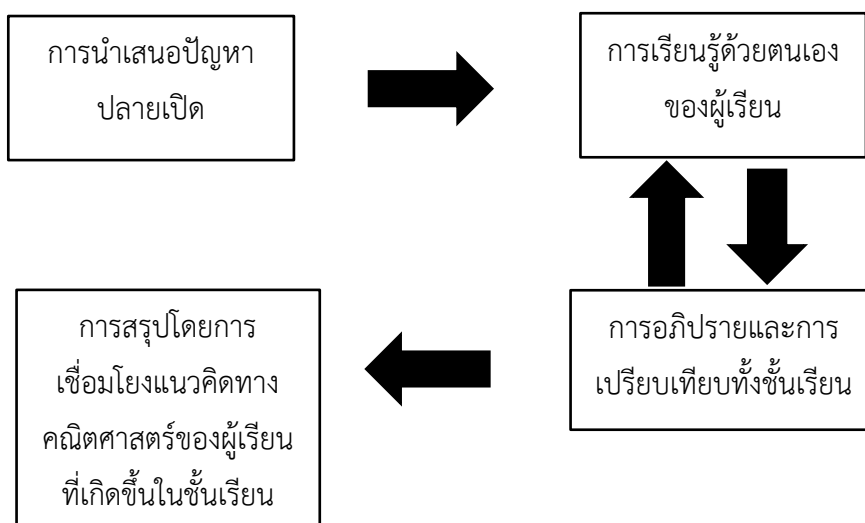 การนำเสนอปัญหา
ปลายเปิด
การเรียนรู้ด้วยตนเอง
ของผู้เรียน
การอภิปรายและการ
เปรียบเทียบทั้งชั้นเรียน
การสรุปโดยการ
เชื่อมโยงแนวคิดทาง
คณิตศาสตร์ของผู้เรียน
ที่เกิดขึ้นในชั้นเรียน